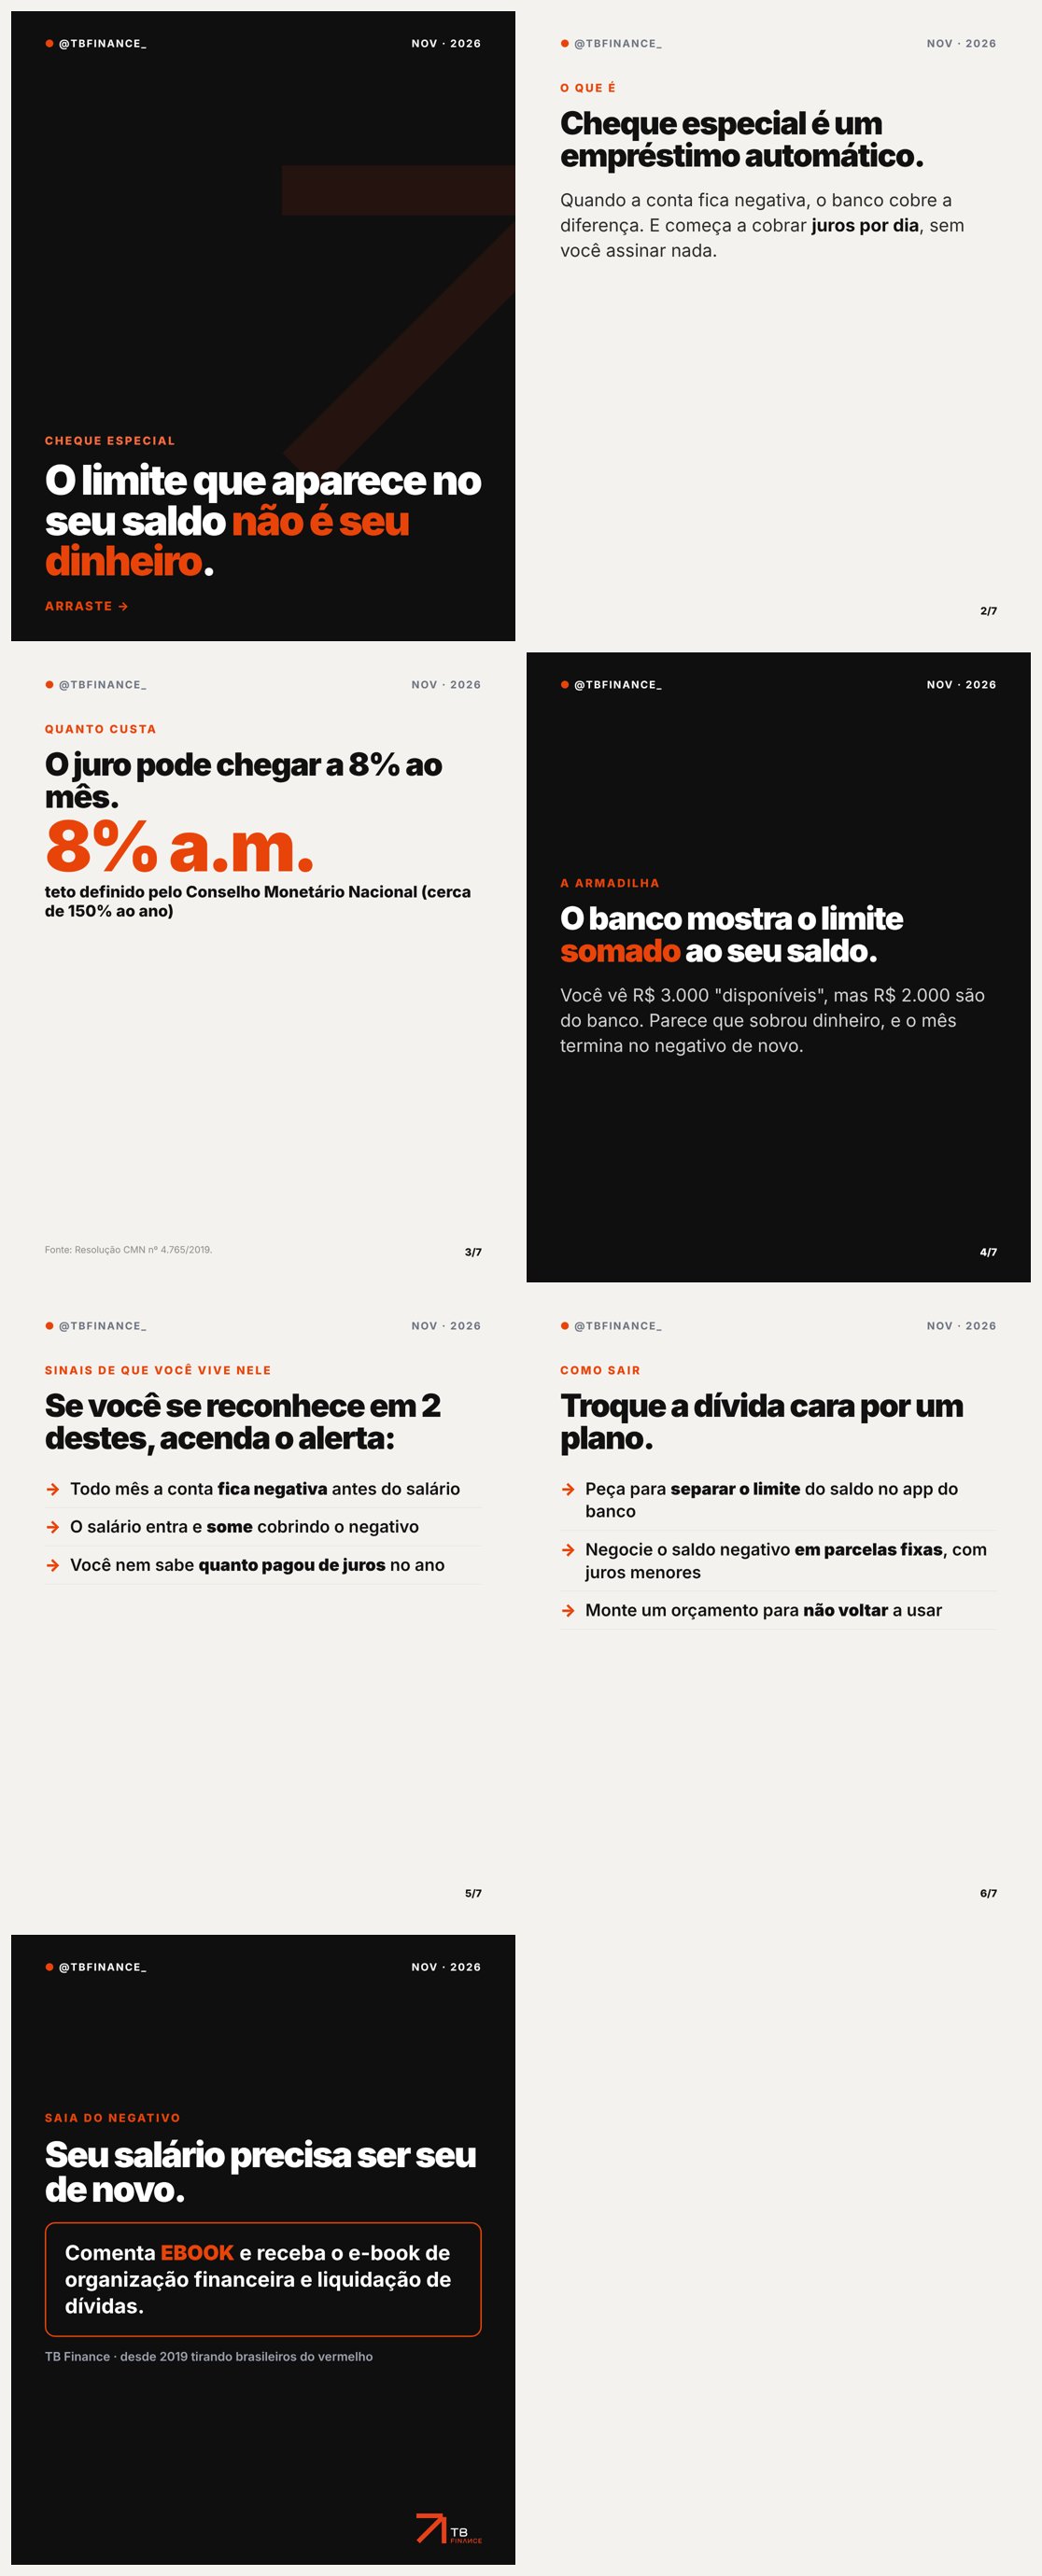 @TBFINANCE_
NOV · 2026
CHEQUE ESPECIAL
O limite que aparece no
seu saldo não é seu
dinheiro.
ARRASTE →
@TBFINANCE_
NOV · 2026
O QUE É
Cheque especial é um
empréstimo automático.
Quando a conta fica negativa, o banco cobre a
diferença. E começa a cobrar juros por dia, sem
você assinar nada.
2/7
@TBFINANCE_
NOV · 2026
QUANTO CUSTA
O juro pode chegar a 8% ao
mês.
8% a.m.
teto definido pelo Conselho Monetário Nacional (cerca
de 150% ao ano)
Fonte: Resolução CMN nº 4.765/2019.
3/7
@TBFINANCE_
NOV · 2026
A ARMADILHA
O banco mostra o limite
somado ao seu saldo.
Você vê R$ 3.000 "disponíveis", mas R$ 2.000 são
do banco. Parece que sobrou dinheiro, e o mês
termina no negativo de novo.
4/7
@TBFINANCE_
NOV · 2026
SINAIS DE QUE VOCÊ VIVE NELE
Se você se reconhece em 2
destes, acenda o alerta:
→ Todo mês a conta fica negativa antes do salário
→ O salário entra e some cobrindo o negativo
→ Você nem sabe quanto pagou de juros no ano
5/7
@TBFINANCE_
NOV · 2026
COMO SAIR
Troque a dívida cara por um
plano.
→ Peça para separar o limite do saldo no app do
banco
→ Negocie o saldo negativo em parcelas fixas, com
juros menores
→ Monte um orçamento para não voltar a usar
6/7
@TBFINANCE_
NOV · 2026
SAIA DO NEGATIVO
Seu salário precisa ser seu
de novo.
Comenta EBOOK e receba o e-book de
organização financeira e liquidação de
dívidas.
TB Finance · desde 2019 tirando brasileiros do vermelho
TB
FINANCE